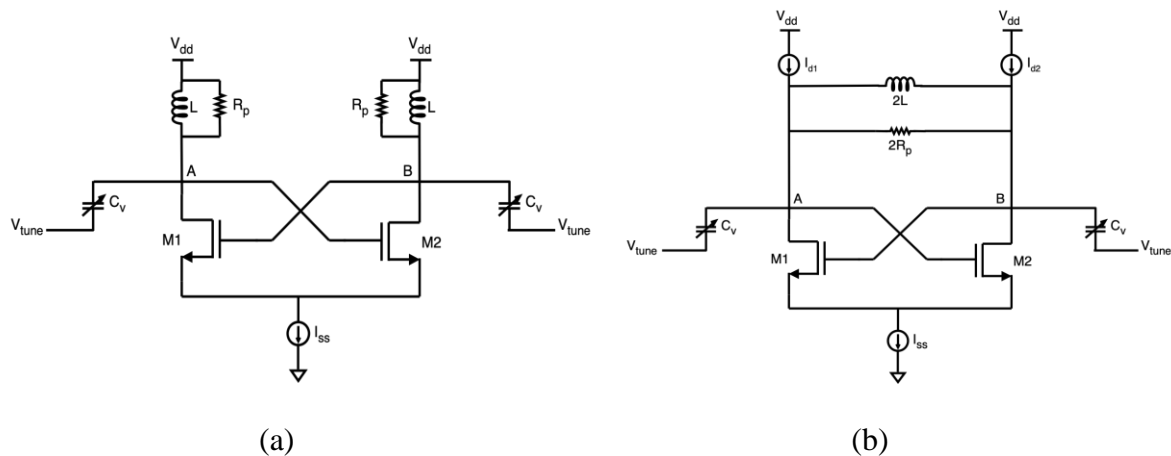 V_dd V_dd
L R_p R_p L
A B
C_v C_v
V_tune V_tune
M1 M2
I_ss
(a)
V_dd V_dd
I_d1 I_d2
2L
2R_p
A B
C_v C_v
V_tune V_tune
M1 M2
I_ss
(b)